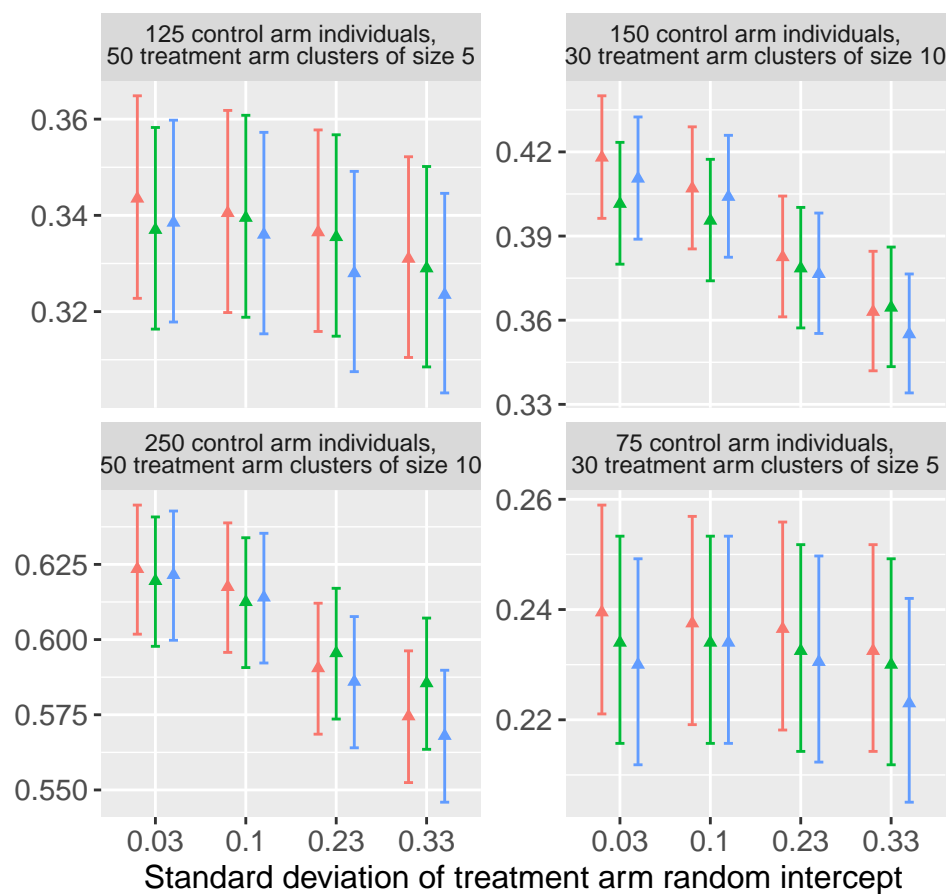 125 control arm individuals,
50 treatment arm clusters of size 5
150 control arm individuals,
30 treatment arm clusters of size 10
0.36
0.34
0.32
0.42
0.39
0.36
0.33
250 control arm individuals,
50 treatment arm clusters of size 10
75 control arm individuals,
30 treatment arm clusters of size 5
0.625
0.600
0.575
0.550
0.26
0.24
0.22
0.03 0.1 0.23 0.33
0.03 0.1 0.23 0.33
Standard deviation of treatment arm random intercept